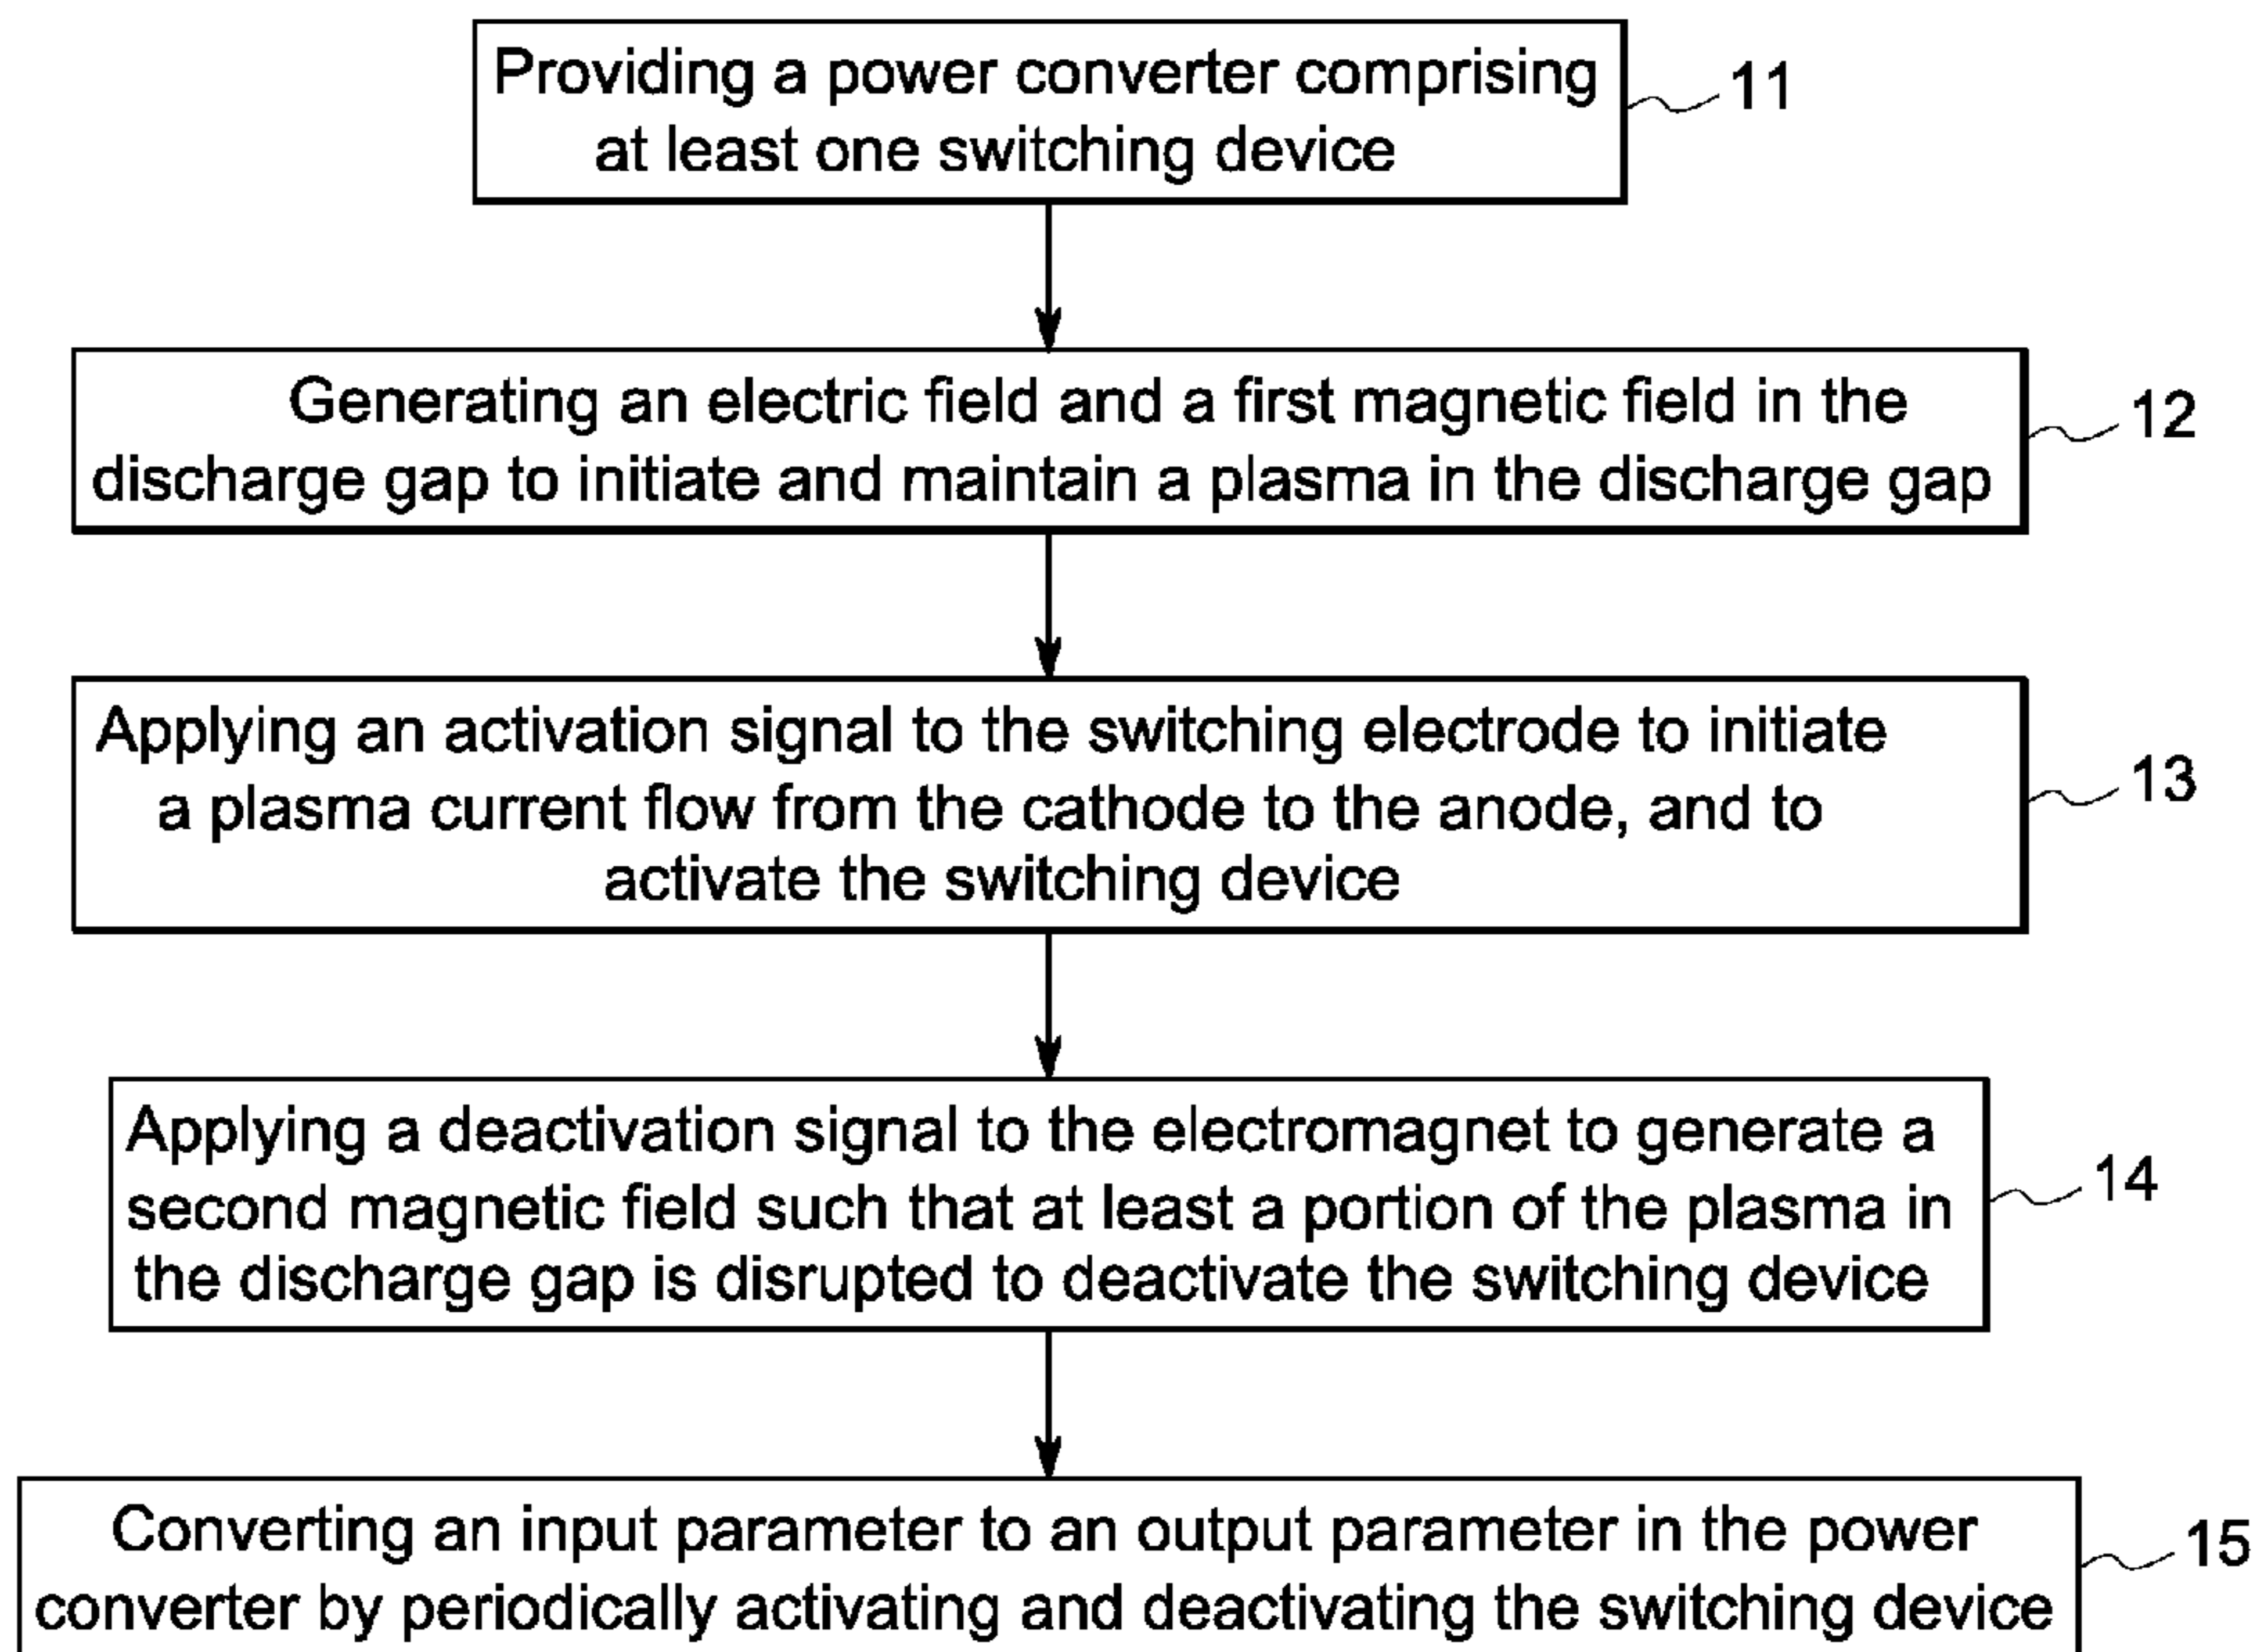 Providing a power converter comprising
at least one switching device
11
Generating an electric field and a first magnetic field in the
discharge gap to initiate and maintain a plasma in the discharge gap
12
Applying an activation signal to the switching electrode to initiate
a plasma current flow from the cathode to the anode, and to
activate the switching device
13
Applying a deactivation signal to the electromagnet to generate a
second magnetic field such that at least a portion of the plasma in
the discharge gap is disrupted to deactivate the switching device
14
Converting an input parameter to an output parameter in the power
converter by periodically activating and deactivating the switching device
15